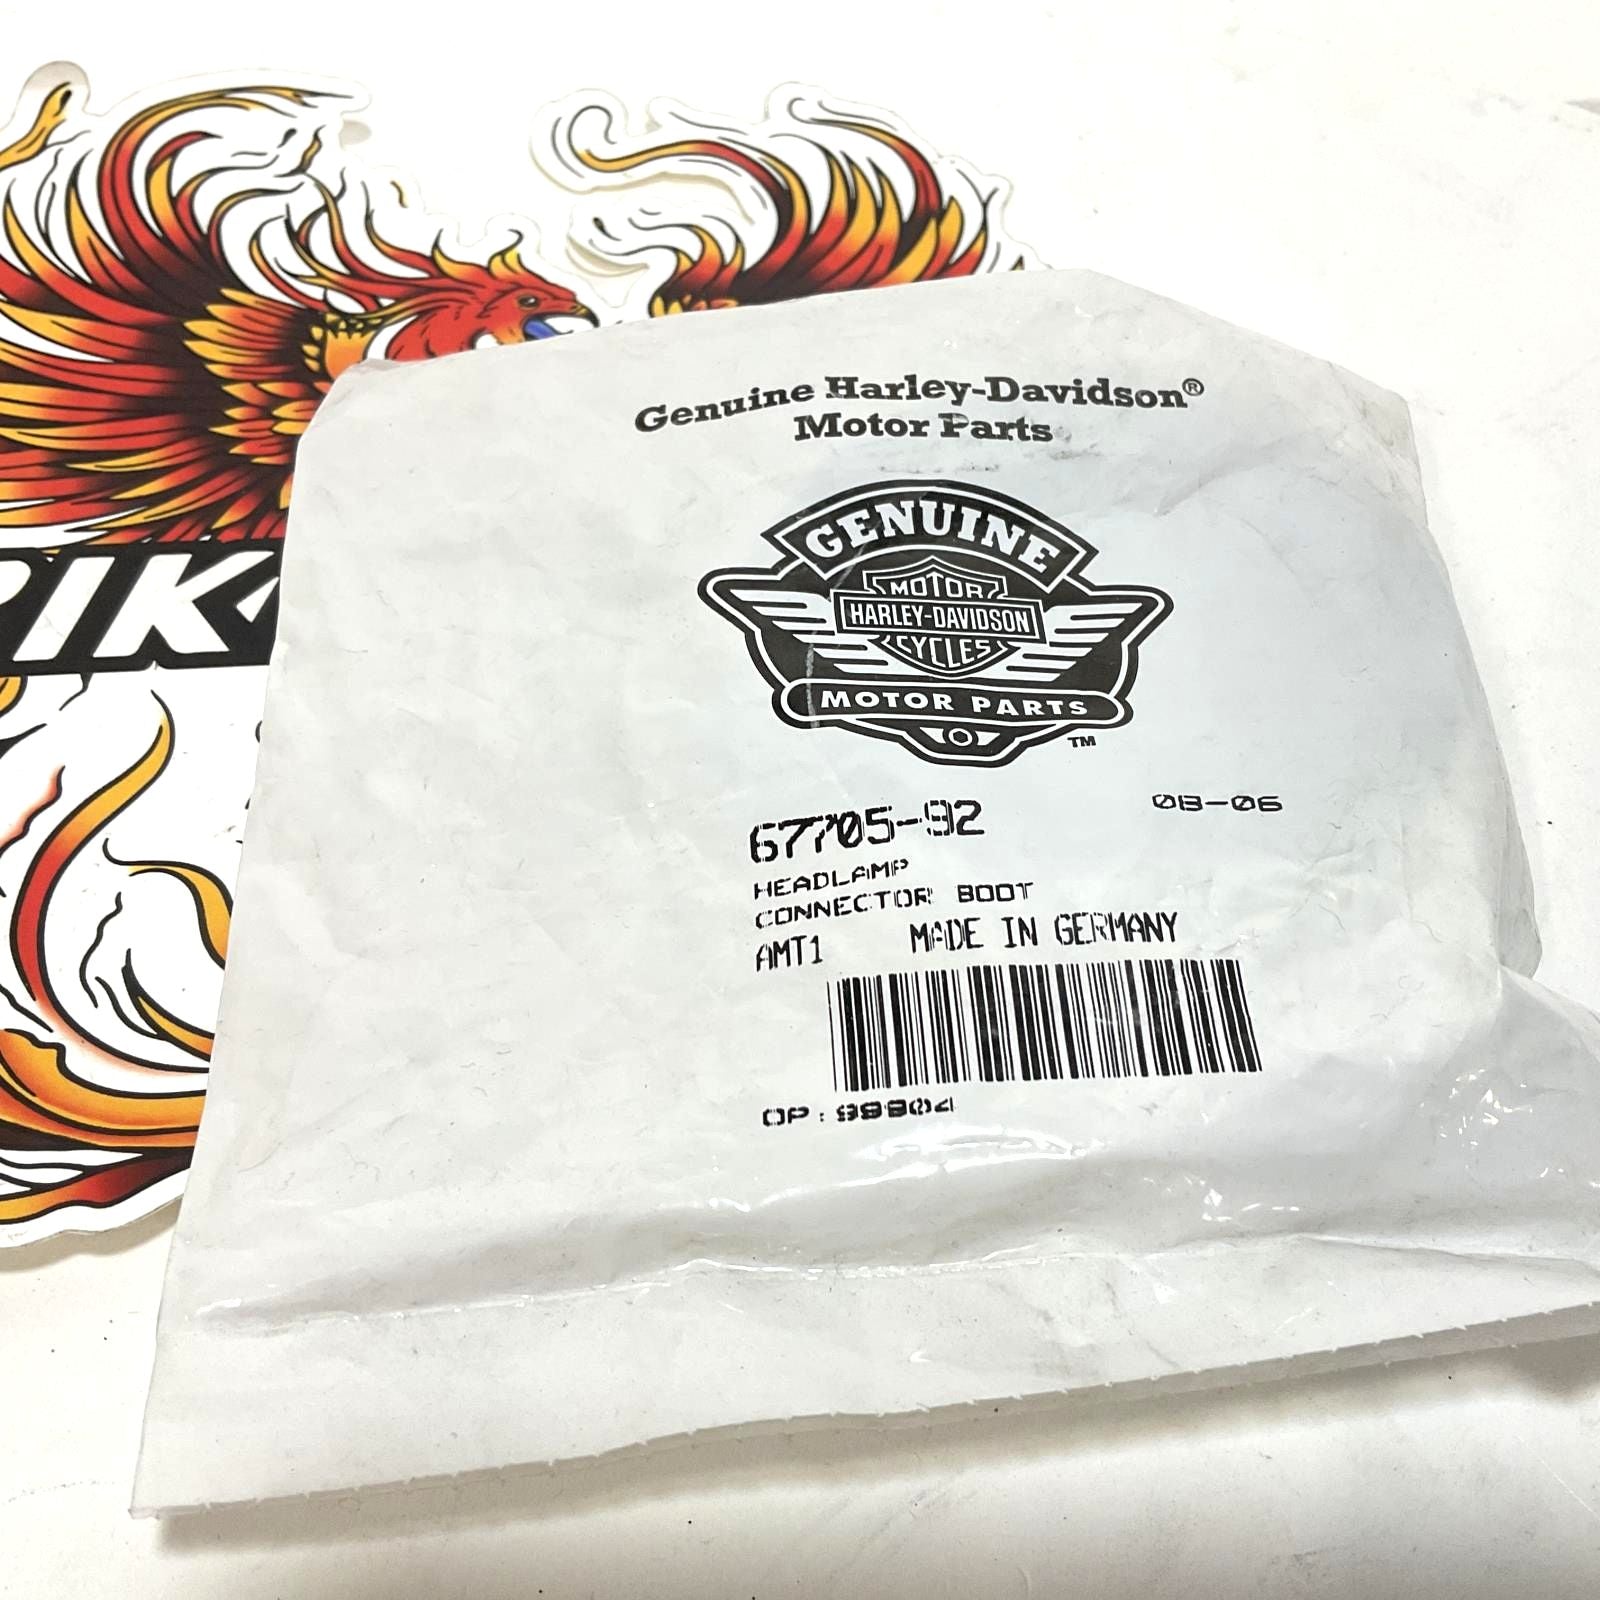 Genuine Harley-Davidson®
Motor Parts
GENUINE
MOTOR
HARLEY-DAVIDSON
CYCLES
MOTOR PARTS
TM
67705-92
08-06
HEADLAMP
CONNECTOR BOOT
AMT1 MADE IN GERMANY
OP: